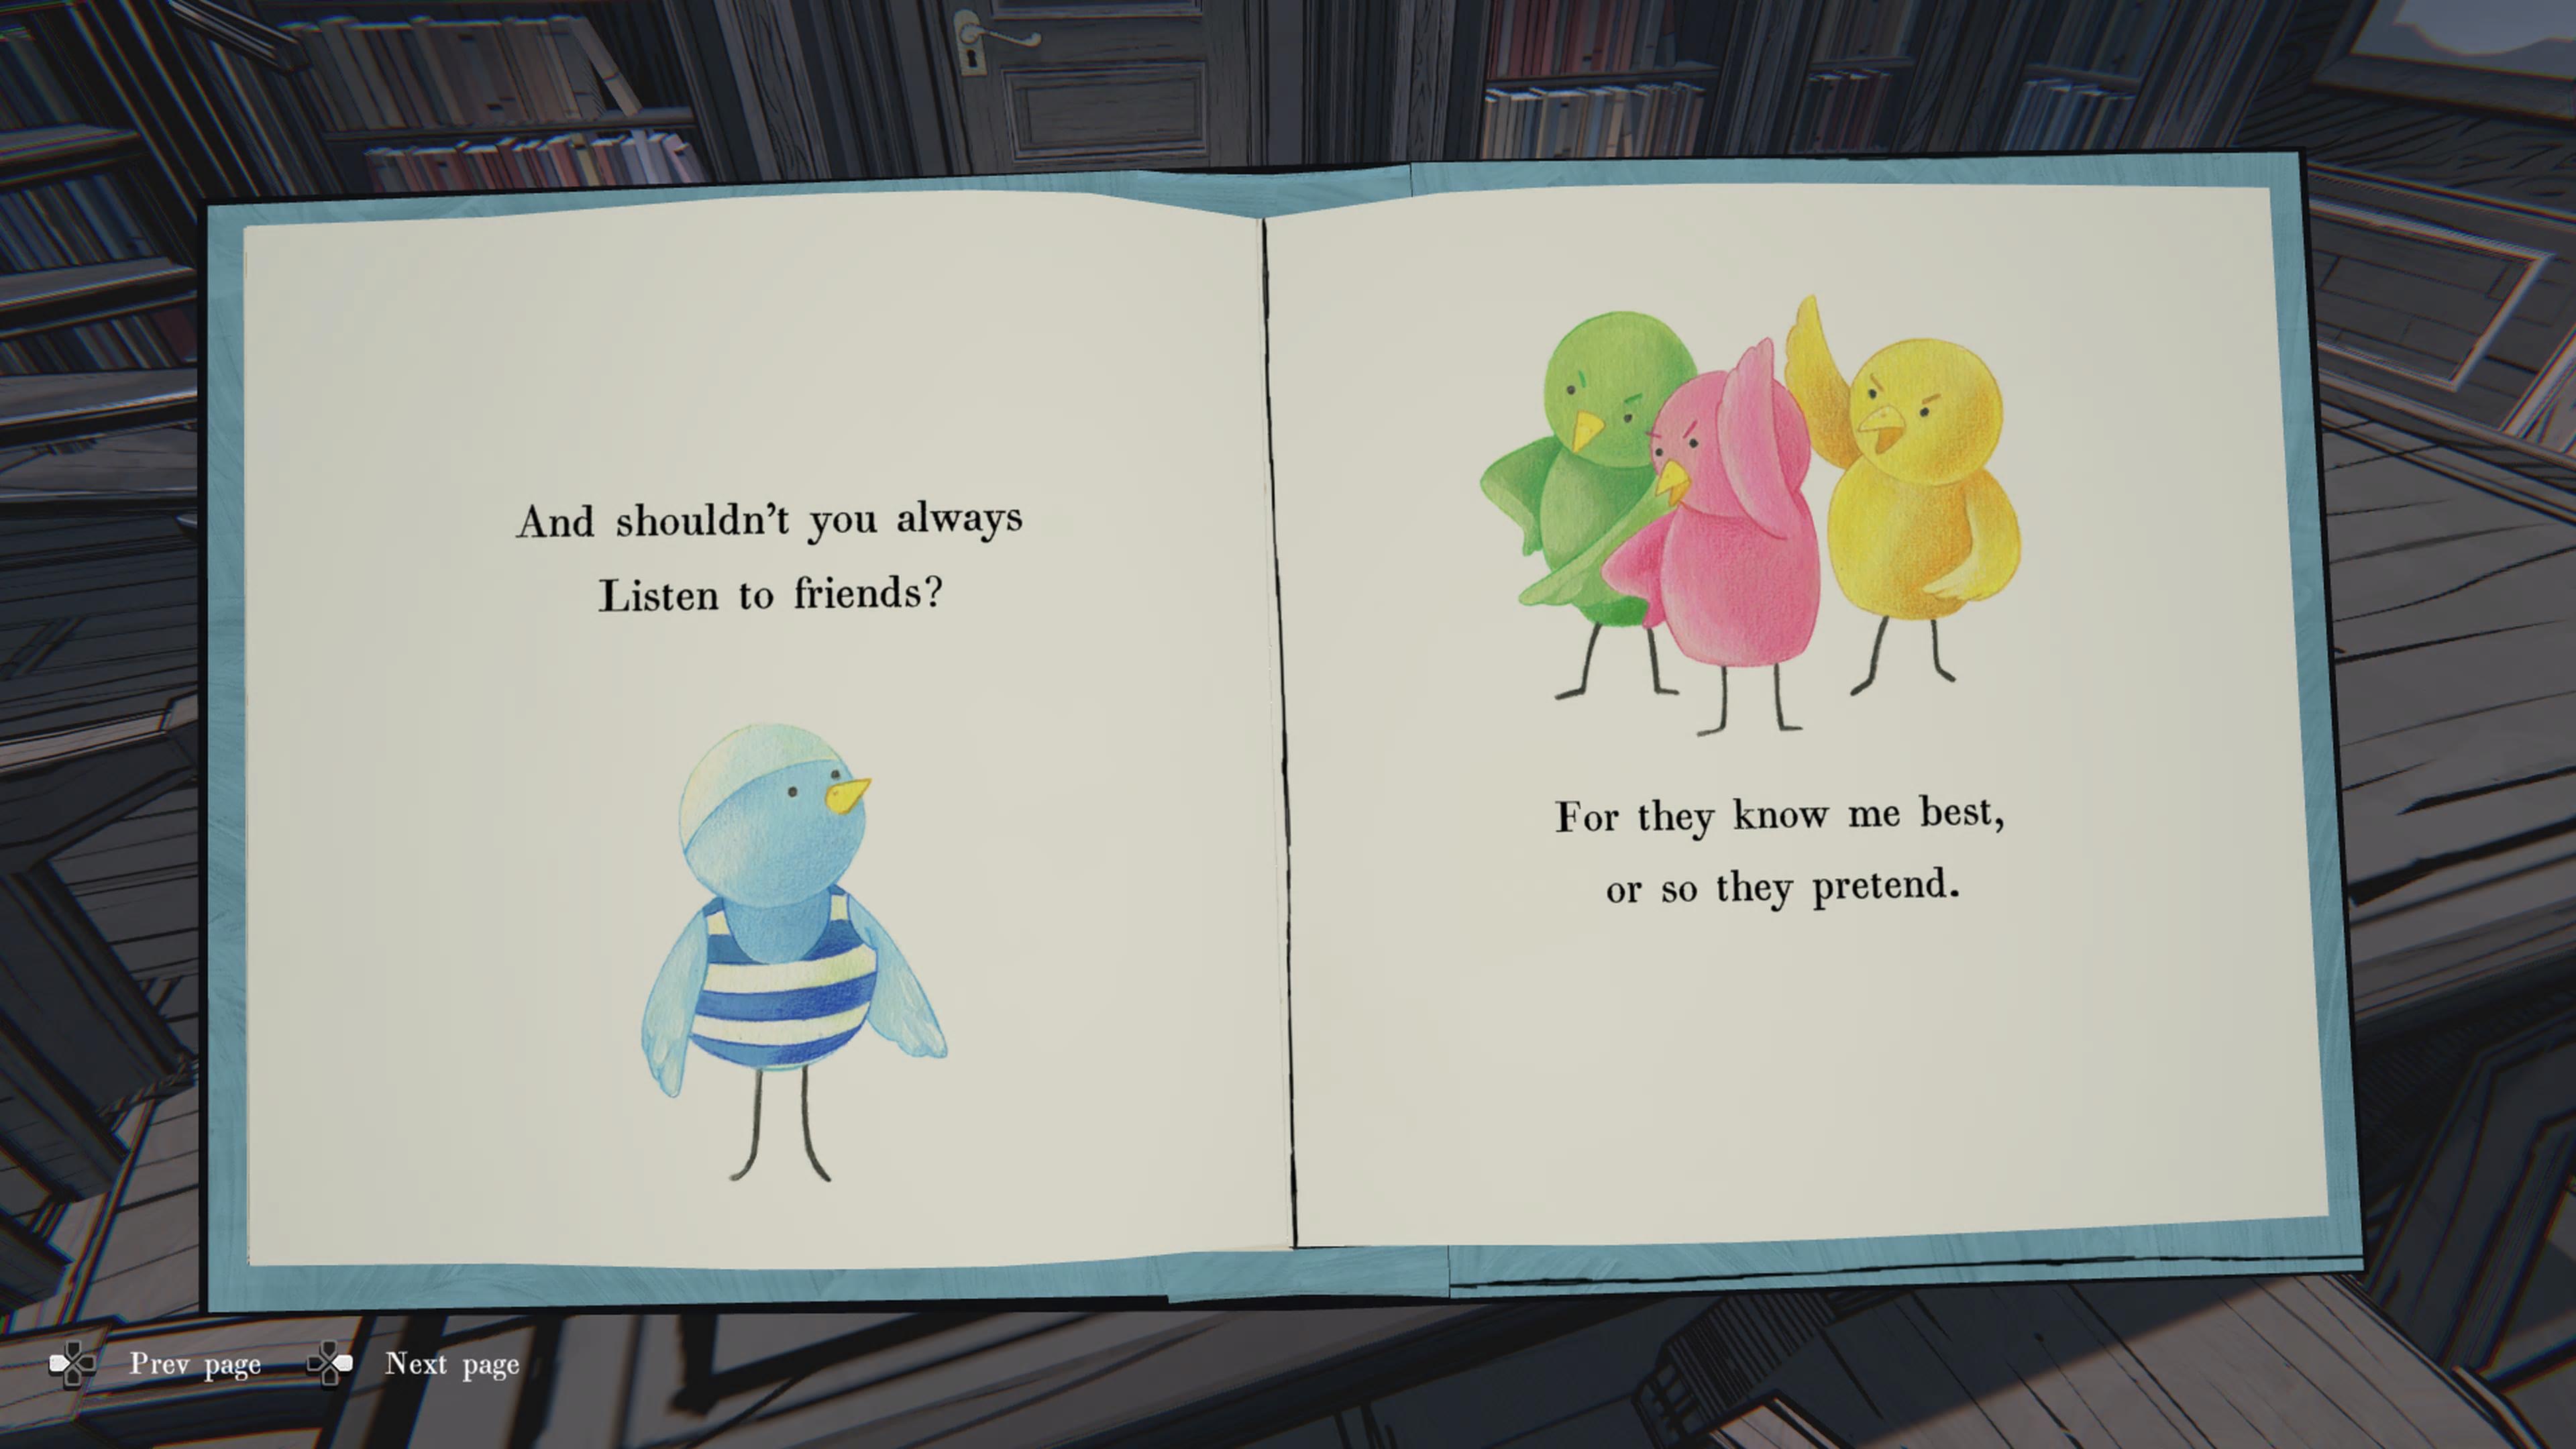 And shouldn't you always
Listen to friends?
For they know me best,
or so they pretend.
Prev page
Next page